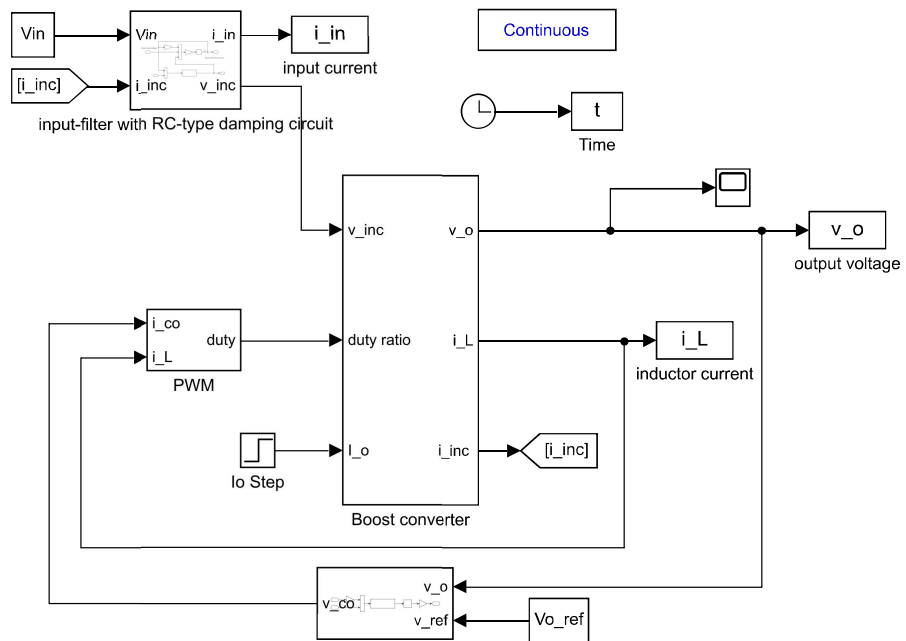 Vin
Vin
i_in
i_in
input current
[i_inc]
i_inc
v_inc
input-filter with RC-type damping circuit
Continuous
t
Time
v_inc
v_o
v_o
output voltage
i_co
i_L
duty
PWM
duty ratio
i_L
i_L
inductor current
I_o
Io Step
i_inc
[i_inc]
Boost converter
v_co
v_o
v_ref
Vo_ref